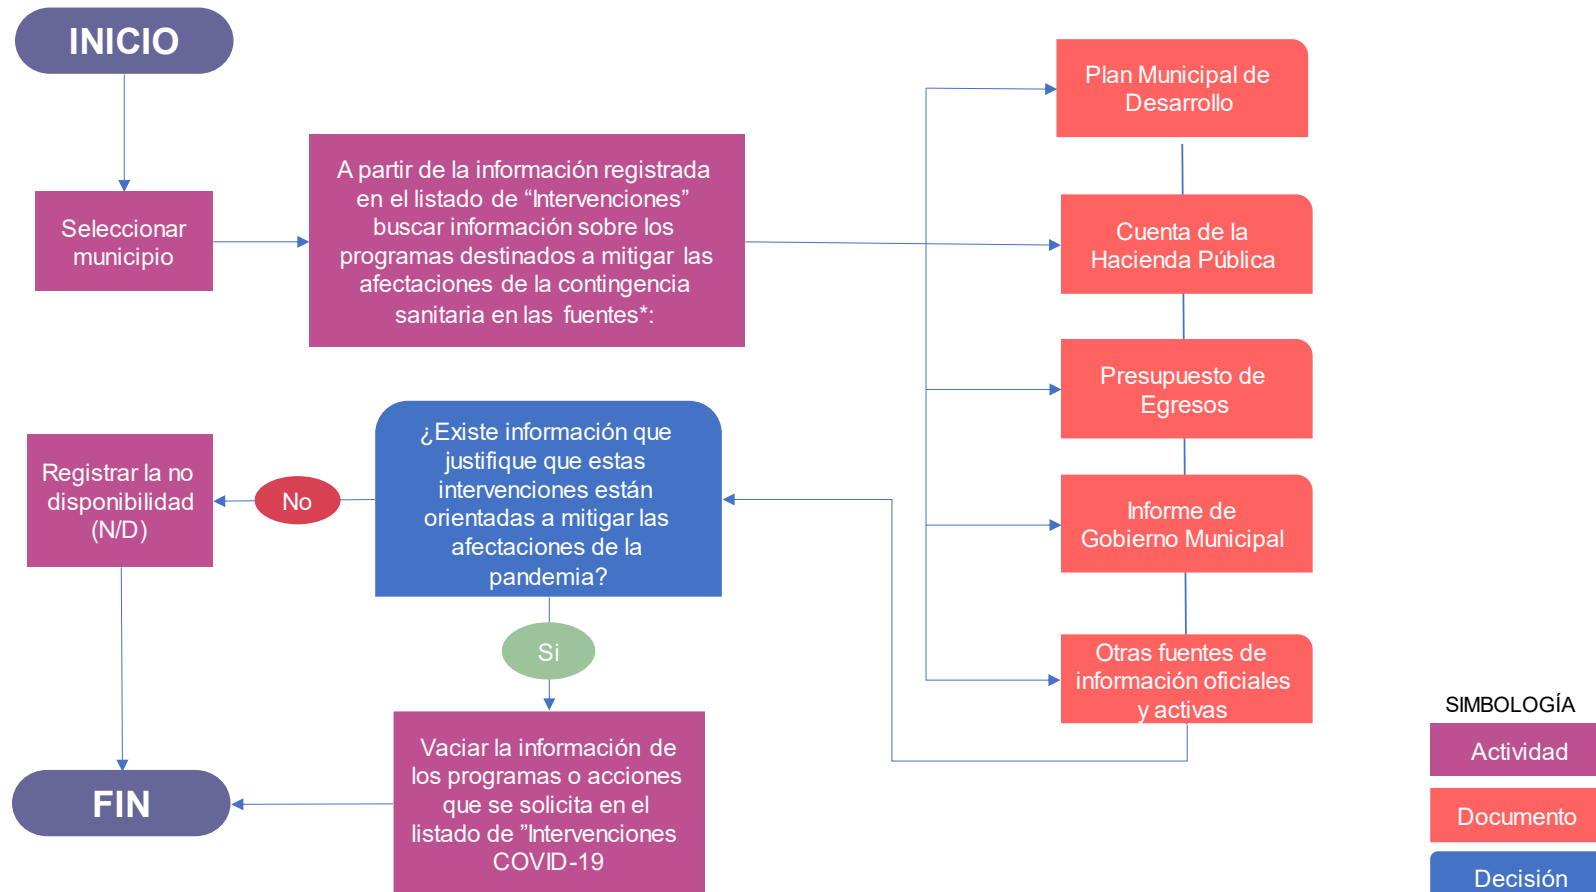 INICIO
Seleccionar
municipio
A partir de la información registrada
en el listado de “Intervenciones”
buscar información sobre los
programas destinados a mitigar las
afectaciones de la contingencia
sanitaria en las fuentes*:
Plan Municipal de
Desarrollo
Cuenta de la
Hacienda Pública
Presupuesto de
Egresos
Informe de
Gobierno Municipal
Otras fuentes de
información oficiales
y activas
¿Existe información que
justifique que estas
intervenciones están
orientadas a mitigar las
afectaciones de la
pandemia?
No
Registrar la no
disponibilidad
(N/D)
Si
Vaciar la información de
los programas o acciones
que se solicita en el
listado de ”Intervenciones
COVID-19
FIN
SIMBOLOGÍA
Actividad
Documento
Decisión